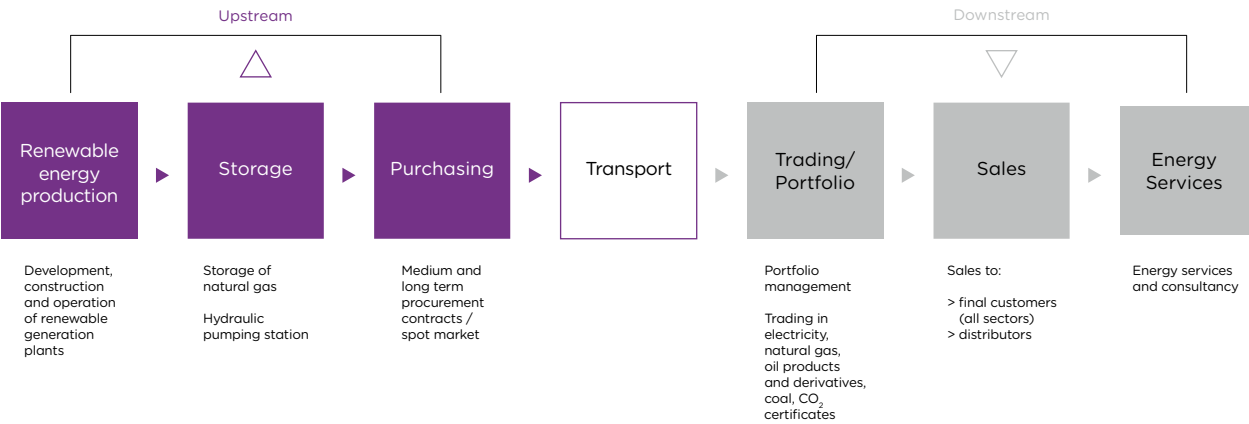 Upstream
Downstream
Renewable
energy
production
Storage
Purchasing
Transport
Trading/
Portfolio
Sales
Energy
Services
Development,
construction
and operation
of renewable
generation
plants
Storage of
natural gas
Hydraulic
pumping station
Medium and
long term
procurement
contracts /
spot market
Portfolio
management
Trading in
electricity,
natural gas,
oil products
and derivatives,
coal, CO₂
certificates
Sales to:
> final customers
(all sectors)
> distributors
Energy services
and consultancy